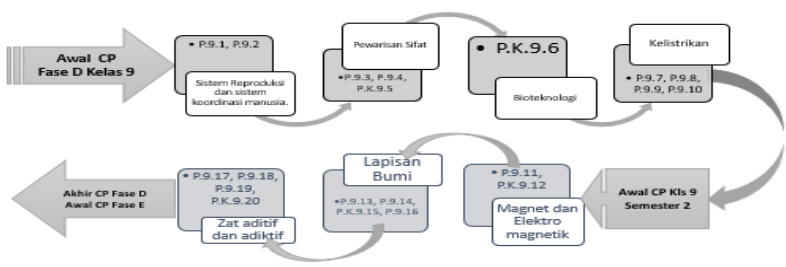 Awal CP
Fase D Kelas 9
• P.9.1, P.9.2
Sistem Reproduksi
dan sistem
koordinasi manusia.
Pewarisan Sifat
•P.9.3, P.9.4,
P.K.9.5
• P.K.9.6
Bioteknologi
Kelistrikan
• P.9.7, P.9.8,
P.9.9, P.9.10
Awal CP Kls 9
Semester 2
• P.9.11,
P.K.9.12
Magnet dan
Elektro
magnetik
Lapisan
Bumi
•P.9.13, P.9.14,
P.K.9.15, P.9.16
• P.9.17, P.9.18,
P.9.19,
P.K.9.20
Zat aditif
dan adiktif
Akhir CP Fase D
Awal CP Fase E